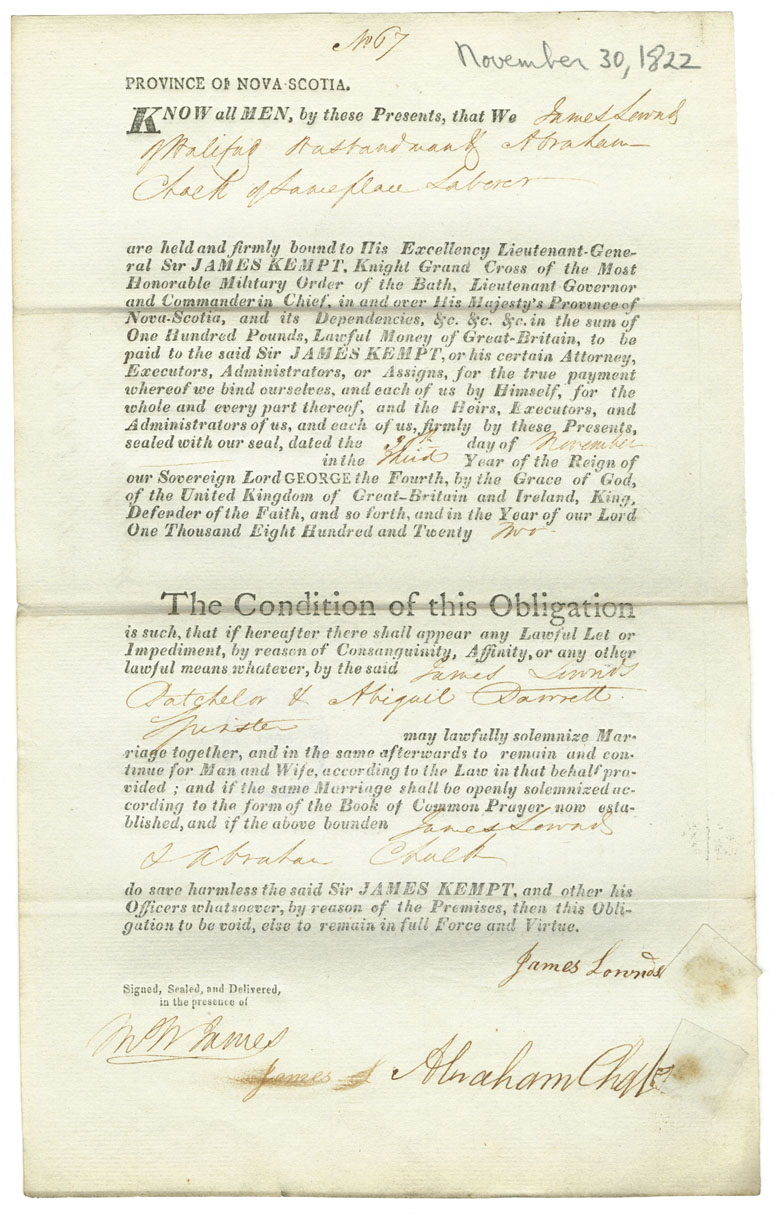 No 67
November 30, 1822
PROVINCE OF NOVA-SCOTIA.
KNOW all MEN, by these Presents, that We James Lownds
of Halifax Husbandman & Abraham
Chalk of Same place Laborer
are held and firmly bound to His Excellency Lieutenant-Gene-
ral Sir JAMES KEMPT, Knight Grand Cross of the Most
Honorable Military Order of the Bath, Lieutenant Governor
and Commander in Chief, in and over His Majesty's Province of
Nova-Scotia, and its Dependencies, &c. &c. &c. in the sum of
One Hundred Pounds, Lawful Money of Great-Britain, to be
paid to the said Sir JAMES KEMPT, or his certain Attorney,
Executors, Administrators, or Assigns, for the true payment
whereof we bind ourselves, and each of us by Himself, for the
whole and every part thereof, and the Heirs, Executors, and
Administrators of us, and each of us, firmly by these Presents,
sealed with our seal, dated the 30th day of November
in the third Year of the Reign of
our Sovereign Lord GEORGE the Fourth, by the Grace of God,
of the United Kingdom of Great-Britain and Ireland, King,
Defender of the Faith, and so forth, and in the Year of our Lord
One Thousand Eight Hundred and Twenty two
The Condition of this Obligation
is such, that if hereafter there shall appear any Lawful Let or
Impediment, by reason of Consanguinity, Affinity, or any other
lawful means whatever, by the said James Lownds
Batchelor & Abigail Darrett
Spinster
may lawfully solemnize Mar-
riage together, and in the same afterwards to remain and con-
tinue for Man and Wife, according to the Law in that behalf pro-
vided ; and if the same Marriage shall be openly solemnized ac-
cording to the form of the Book of Common Prayer now esta-
blished, and if the above bounden James Lownds
& Abraham Chalk
do save harmless the said Sir JAMES KEMPT, and other his
Officers whatsoever, by reason of the Premises, then this Obli-
gation to be void, else to remain in full Force and Virtue.
James Lownds
Signed, Sealed, and Delivered,
in the presence of
James
James
Abraham Chalk